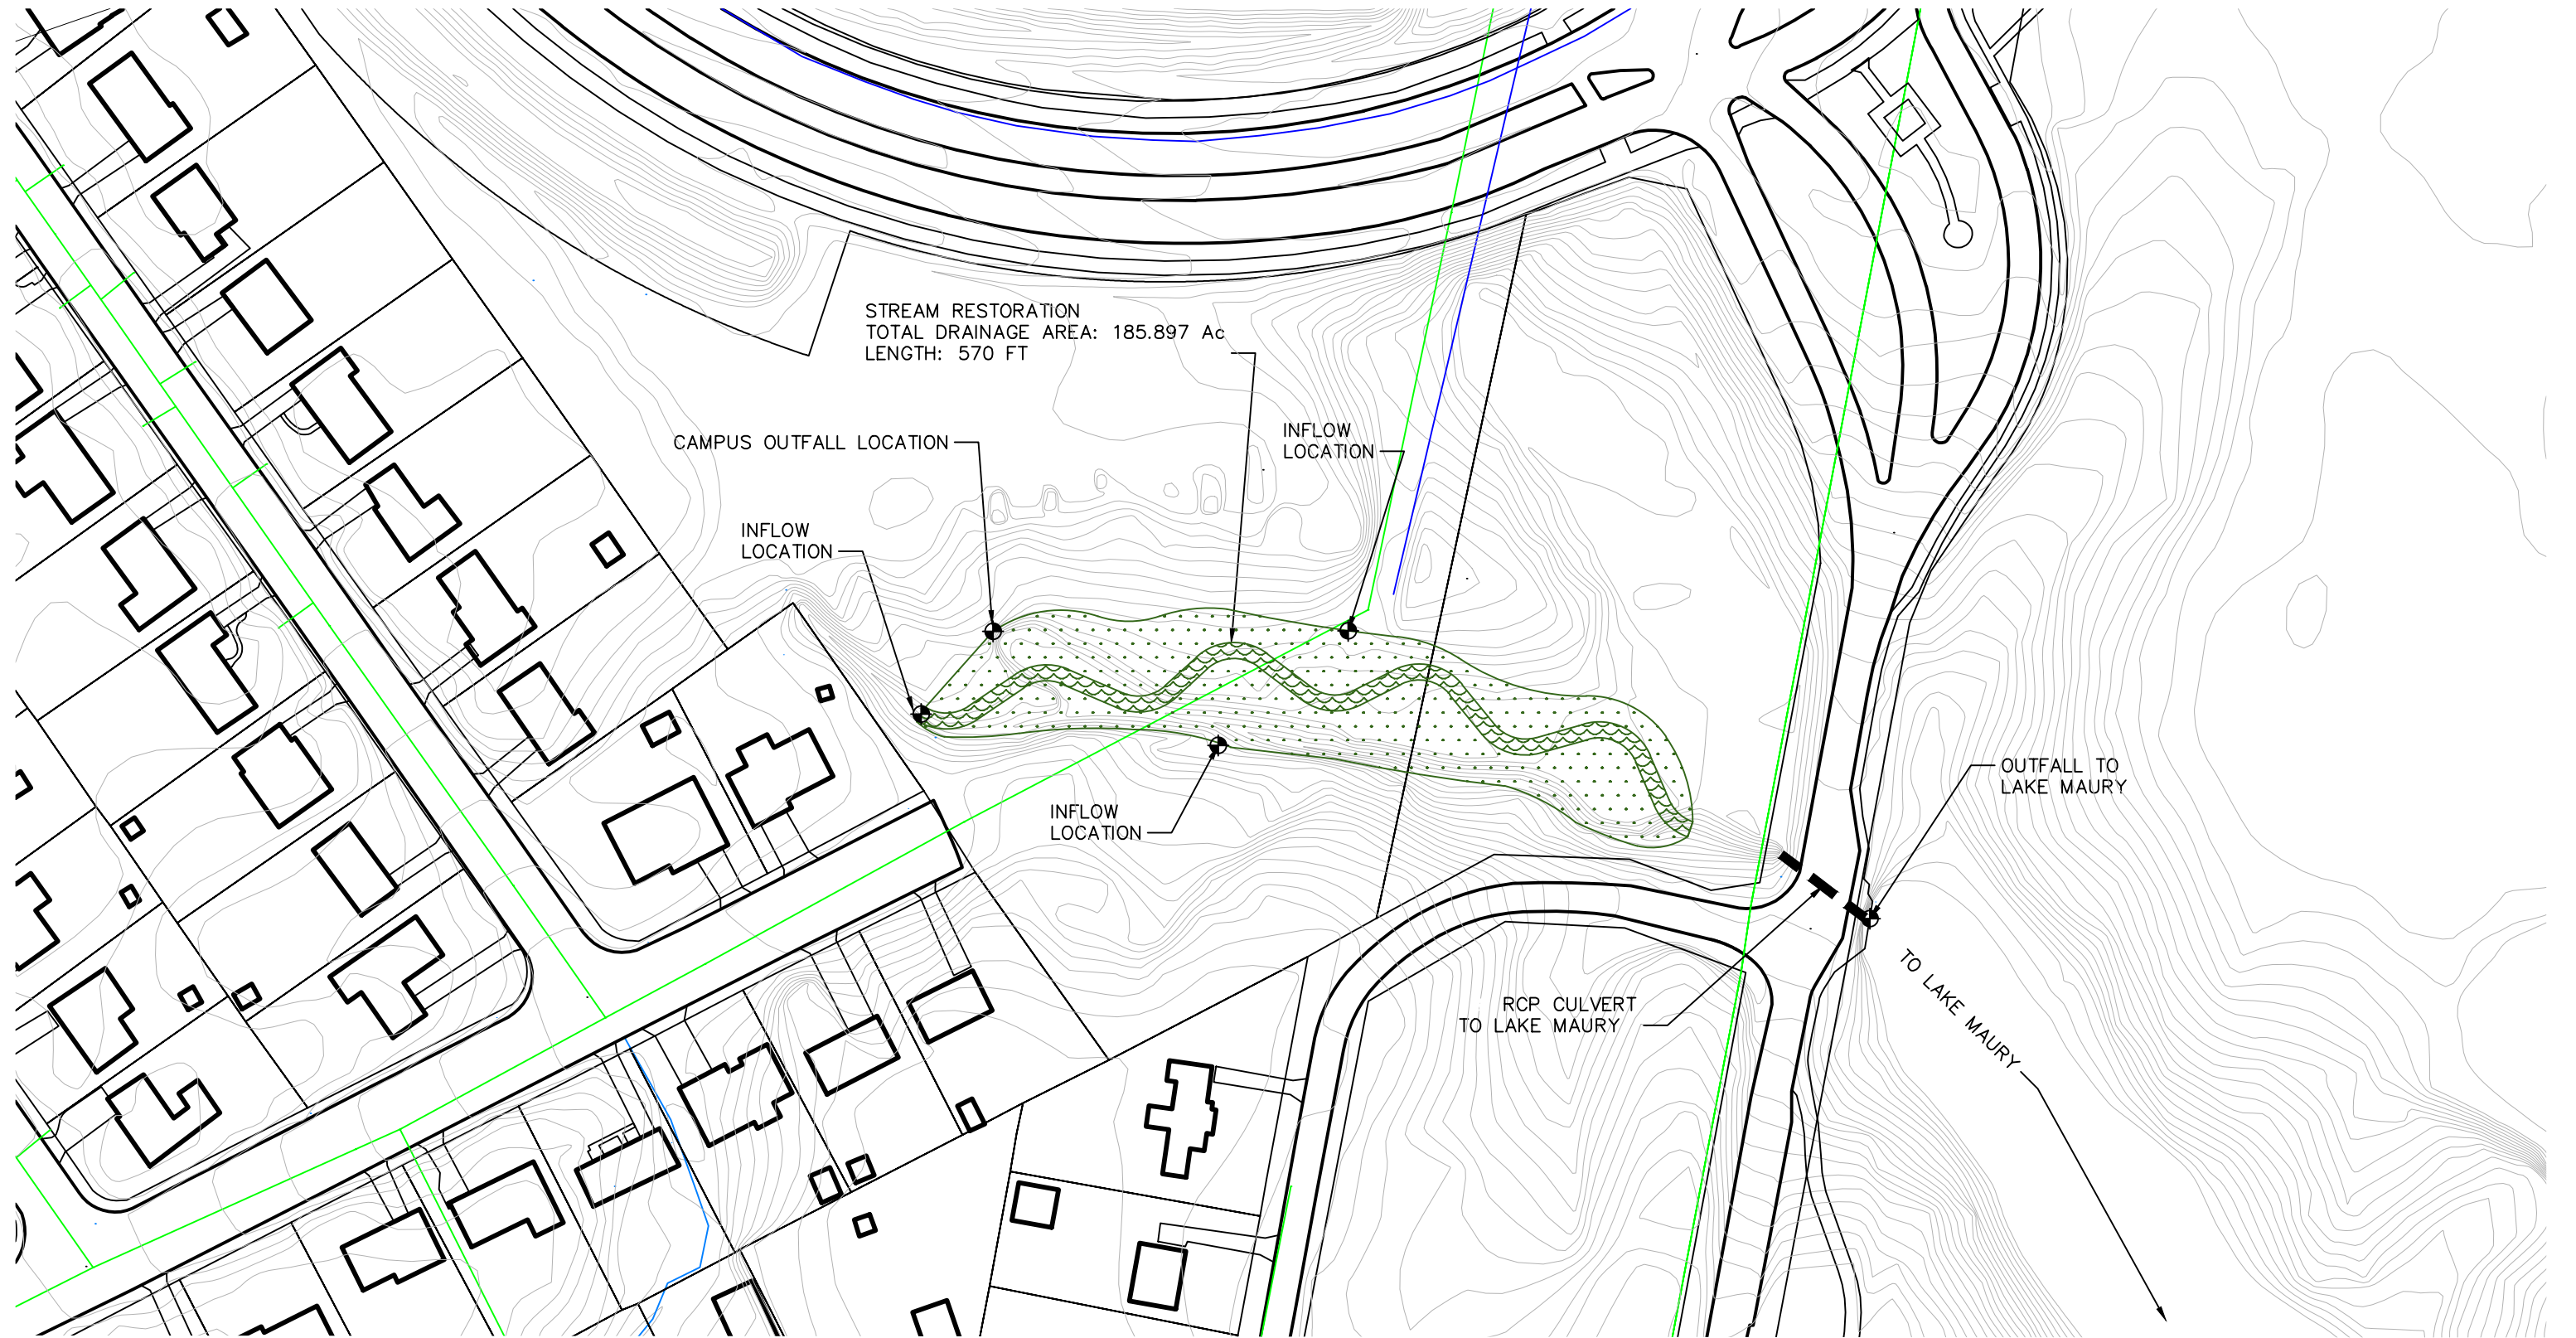 STREAM RESTORATION
TOTAL DRAINAGE AREA: 185.897 Ac
LENGTH: 570 FT
CAMPUS OUTFALL LOCATION
INFLOW
LOCATION
INFLOW
LOCATION
INFLOW
LOCATION
OUTFALL TO
LAKE MAURY
RCP CULVERT
TO LAKE MAURY
TO LAKE MAURY